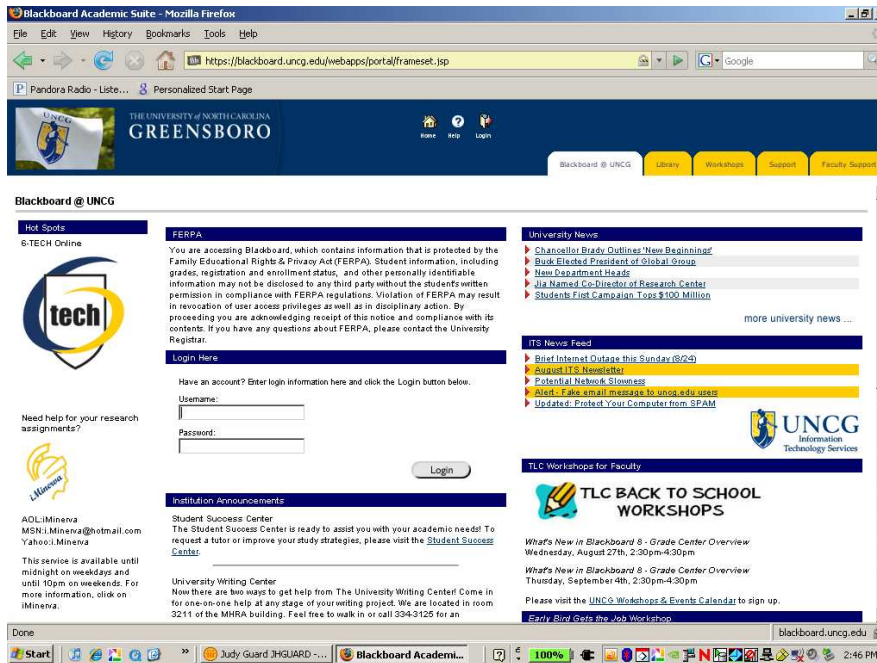 Blackboard Academic Suite - Mozilla Firefox
File Edit View History Bookmarks Tools Help
https://blackboard.uncg.edu/webapps/portal/frameset.jsp
Google
Pandora Radio - Liste...
Personalized Start Page
UNCG
THE UNIVERSITY of NORTH CAROLINA
GREENSBORO
Home Help Login
Blackboard @ UNCG
Library
Workshops
Support
Faculty Support
Blackboard @ UNCG
Hot Spots
6-TECH Online
tech
Need help for your research
assignments?
i.Minerva
AOL:iMinerva
MSN:i.Minerva@hotmail.com
Yahoo:i.Minerva
This service is available until
midnight on weekdays and
until 10pm on weekends. For
more information, click on
iMinerva.
FERPA
You are accessing Blackboard, which contains information that is protected by the
Family Educational Rights & Privacy Act (FERPA). Student information, including
grades, registration and enrollment status, and other personally identifiable
information may not be disclosed to any third party without the student's written
permission in compliance with FERPA regulations. Violation of FERPA may result
in revocation of user access privileges as well as in disciplinary action. By
proceeding you are acknowledging receipt of this notice and compliance with its
contents. If you have any questions about FERPA, please contact the University
Registrar.
Login Here
Have an account? Enter login information here and click the Login button below.
Username:
Password:
Login
Institution Announcements
Student Success Center
The Student Success Center is ready to assist you with your academic needs! To
request a tutor or improve your study strategies, please visit the Student Success
Center.
University Writing Center
Now there are two ways to get help from The University Writing Center! Come in
for one-on-one help at any stage of your writing project. We are located in room
3211 of the MHRA building. Feel free to walk in or call 334-3125 for an
University News
Chancellor Brady Outlines 'New Beginnings'
Buck Elected President of Global Group
New Department Heads
Jia Named Co-Director of Research Center
Students First Campaign Tops $100 Million
more university news ...
ITS News Feed
Brief Internet Outage this Sunday (8/24)
August ITS Newsletter
Potential Network Slowness
Alert - Fake email message to uncg.edu users
Updated: Protect Your Computer from SPAM
UNCG
Information
Technology Services
TLC Workshops for Faculty
TLC BACK TO SCHOOL
WORKSHOPS
What's New in Blackboard 8 - Grade Center Overview
Wednesday, August 27th, 2:30pm-4:30pm
What's New in Blackboard 8 - Grade Center Overview
Thursday, September 4th, 2:30pm-4:30pm
Please visit the UNCG Workshops & Events Calendar to sign up.
Early Bird Gets the Job Workshop
Done
blackboard.uncg.edu
Start
Judy Guard JHGUARD -...
Blackboard Academi...
100%
2:46 PM